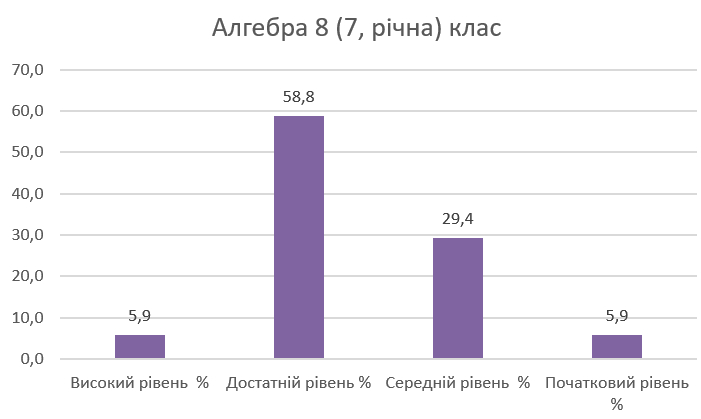 Алгебра 8 (7, річна) клас
70,0
60,0
50,0
40,0
30,0
20,0
10,0
0,0
5,9
58,8
29,4
5,9
Високий рівень %
Достатній рівень %
Середній рівень %
Початковий рівень
%